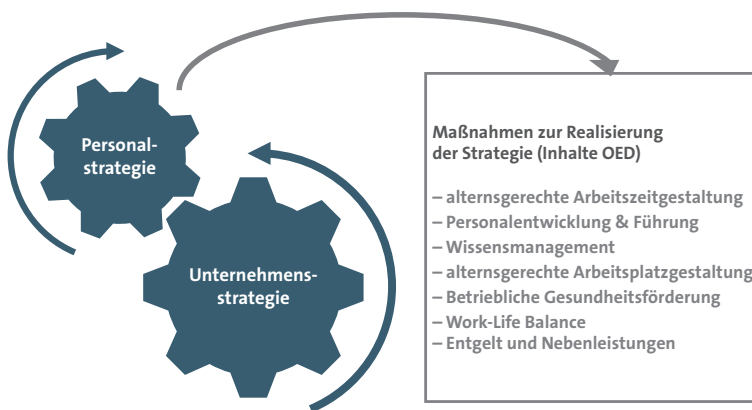 Personal-
strategie
Unternehmens-
strategie
Maßnahmen zur Realisierung
der Strategie (Inhalte OED)
– alternsgerechte Arbeitszeitgestaltung
– Personalentwicklung & Führung
– Wissensmanagement
– alternsgerechte Arbeitsplatzgestaltung
– Betriebliche Gesundheitsförderung
– Work-Life Balance
– Entgelt und Nebenleistungen